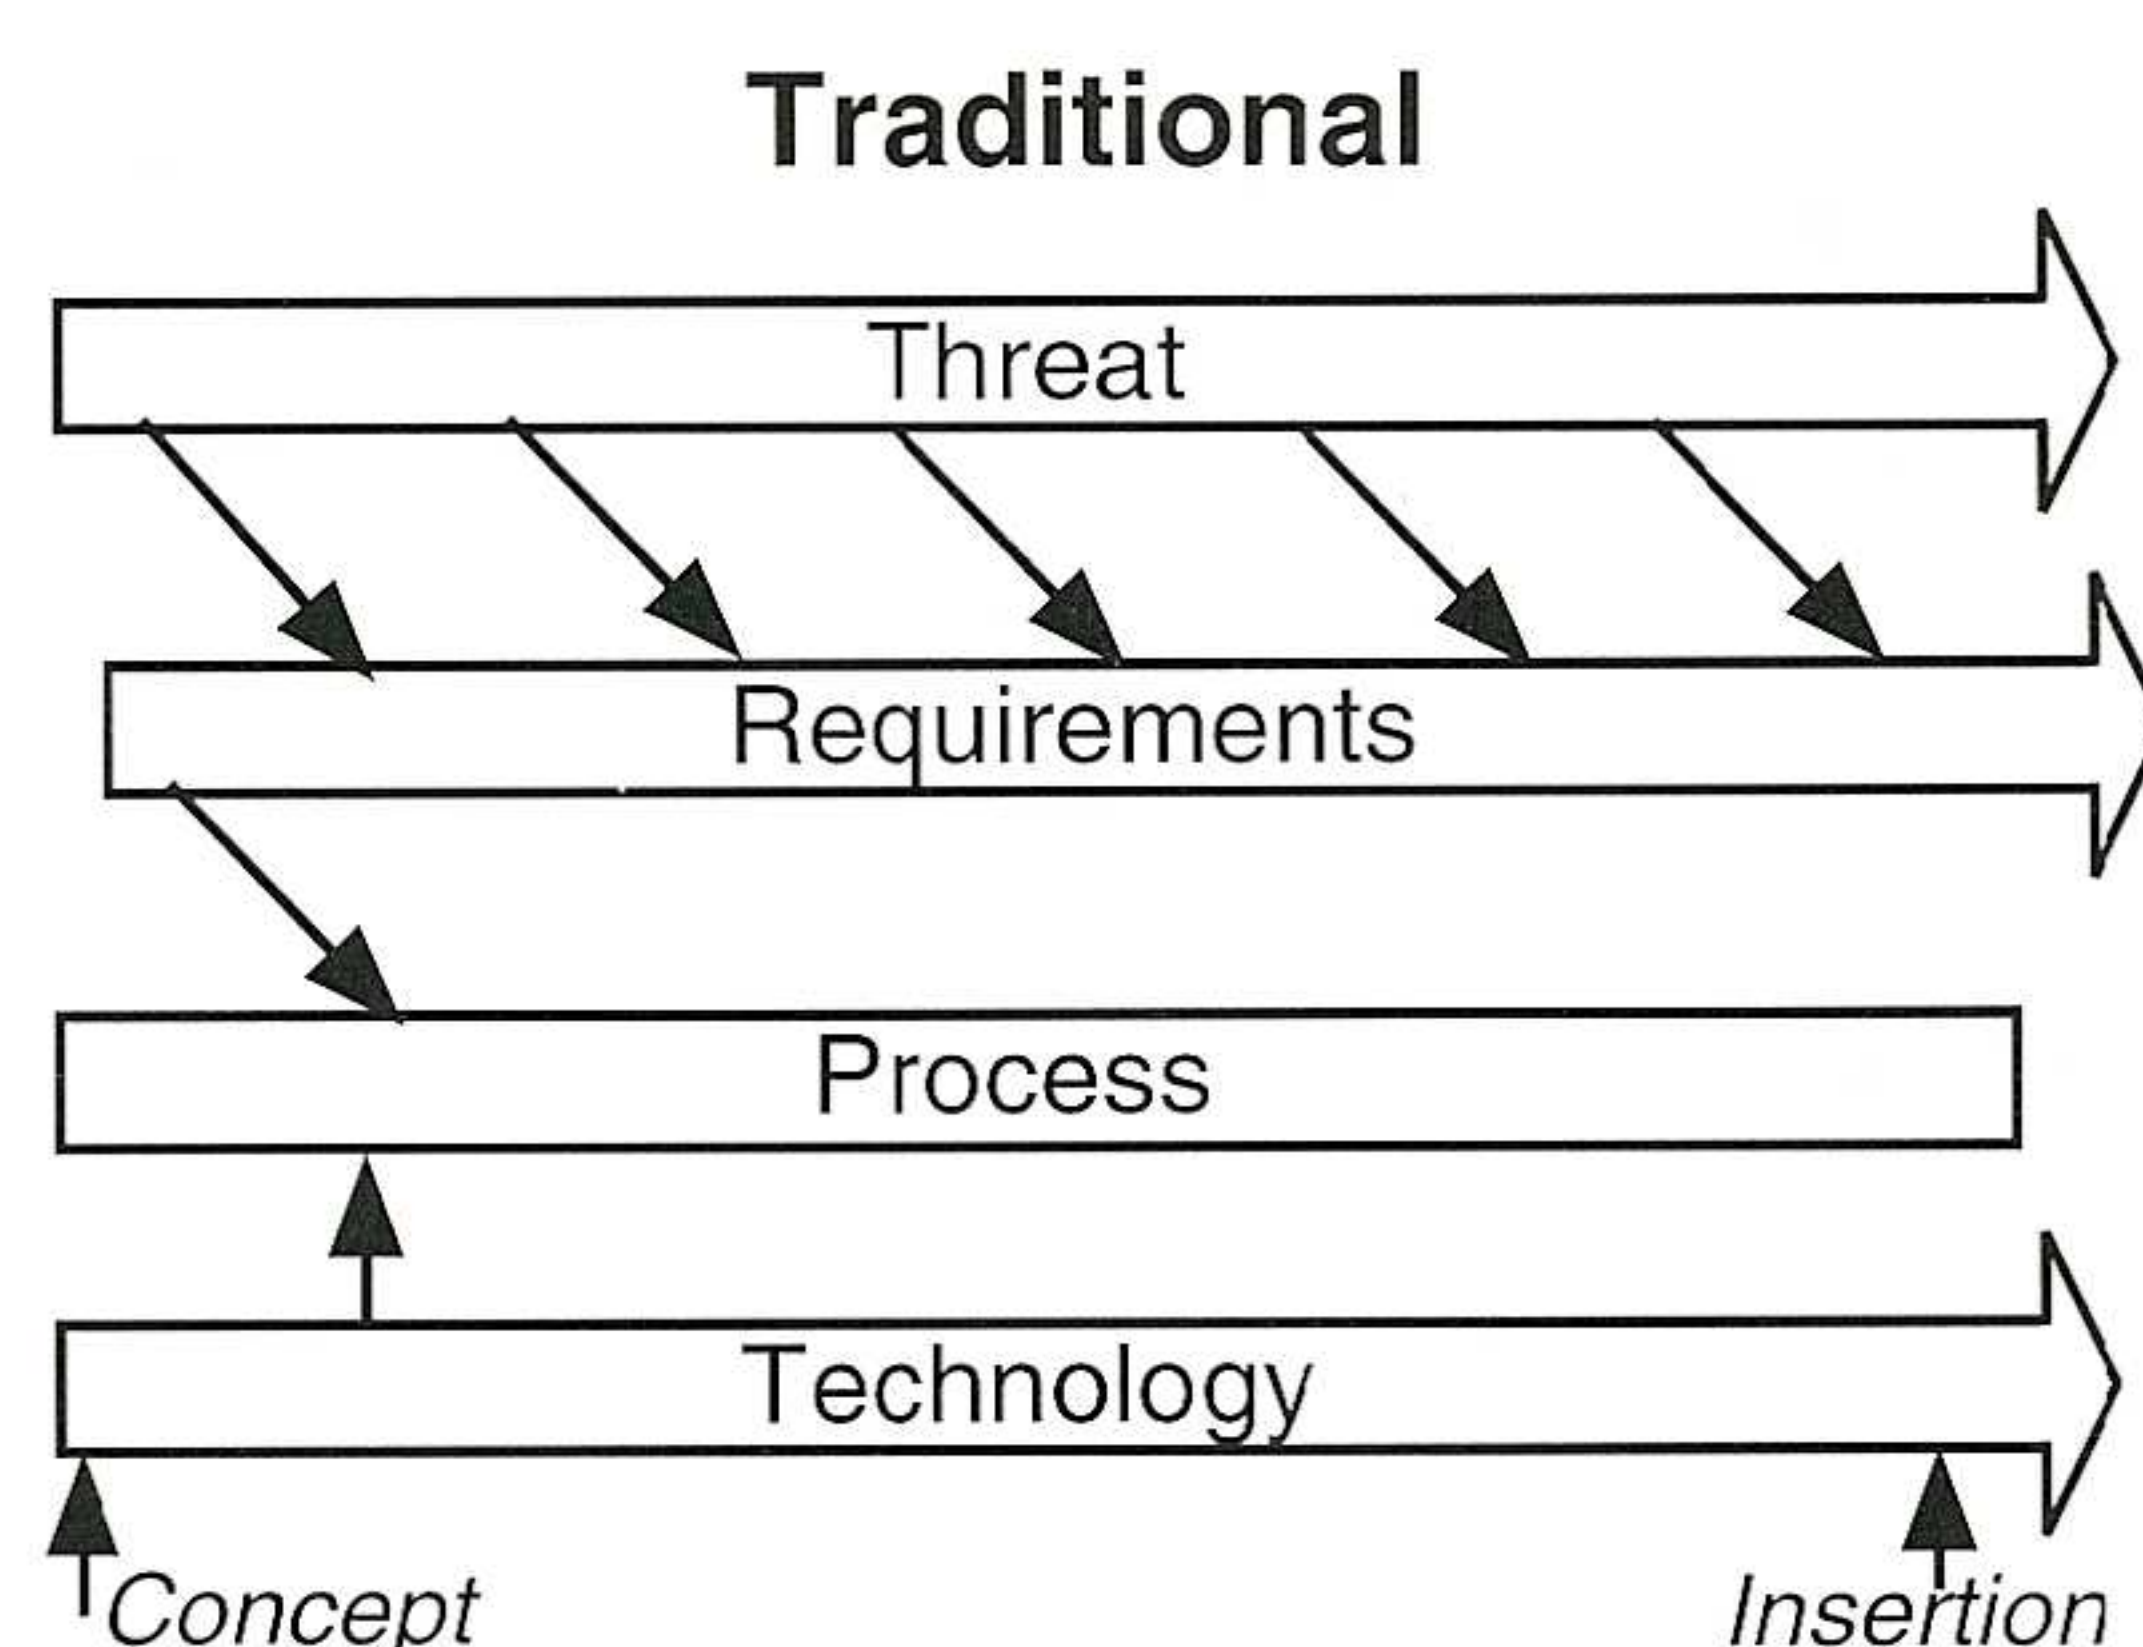 Traditional
Threat
Requirements
Process
Technology
Concept
Insertion